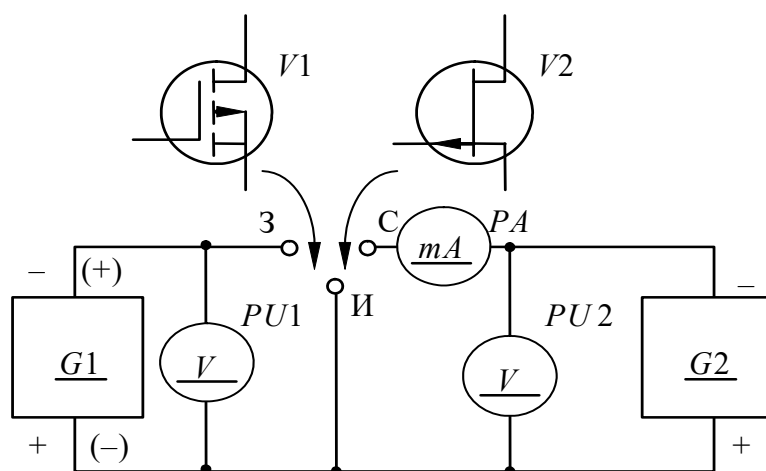 V1
V2
З
С
PA
– (+)
mA
–
И
PU1
PU2
G1
V
V
G2
+ (–)
+